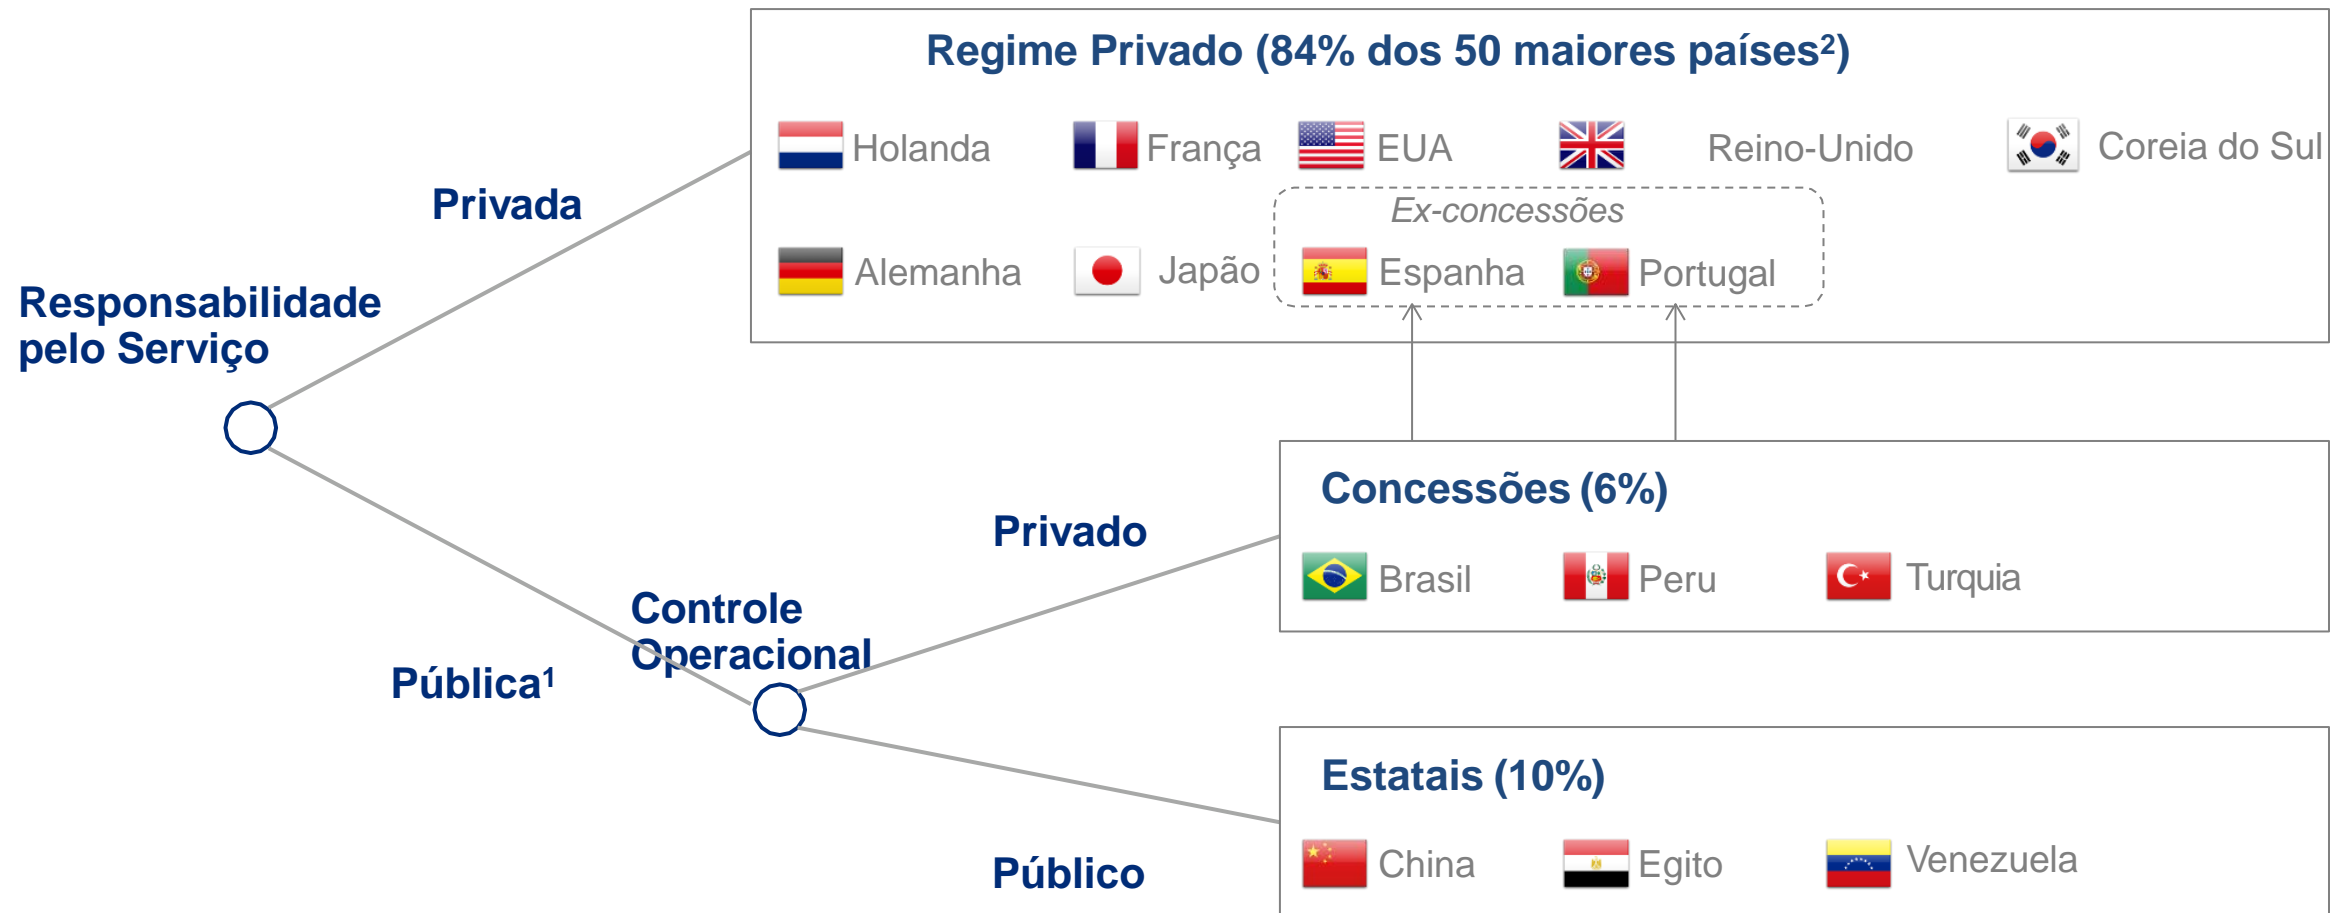 Regime Privado (84% dos 50 maiores países²)
Holanda
França
EUA
Reino-Unido
Coreia do Sul
Privada
Ex-concessões
Alemanha
Japão
Espanha
Portugal
Responsabilidade
pelo Serviço
Concessões (6%)
Privado
Brasil
Peru
Turquia
Controle
Operacional
Pública¹
Estatais (10%)
Público
China
Egito
Venezuela